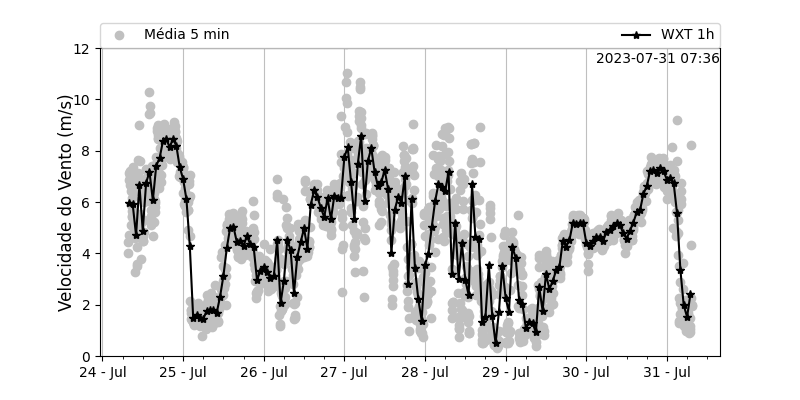 Média 5 min
WXT 1h
2023-07-31 07:36
Velocidade do Vento (m/s)
12
10
8
6
4
2
0
24 - Jul
25 - Jul
26 - Jul
27 - Jul
28 - Jul
29 - Jul
30 - Jul
31 - Jul